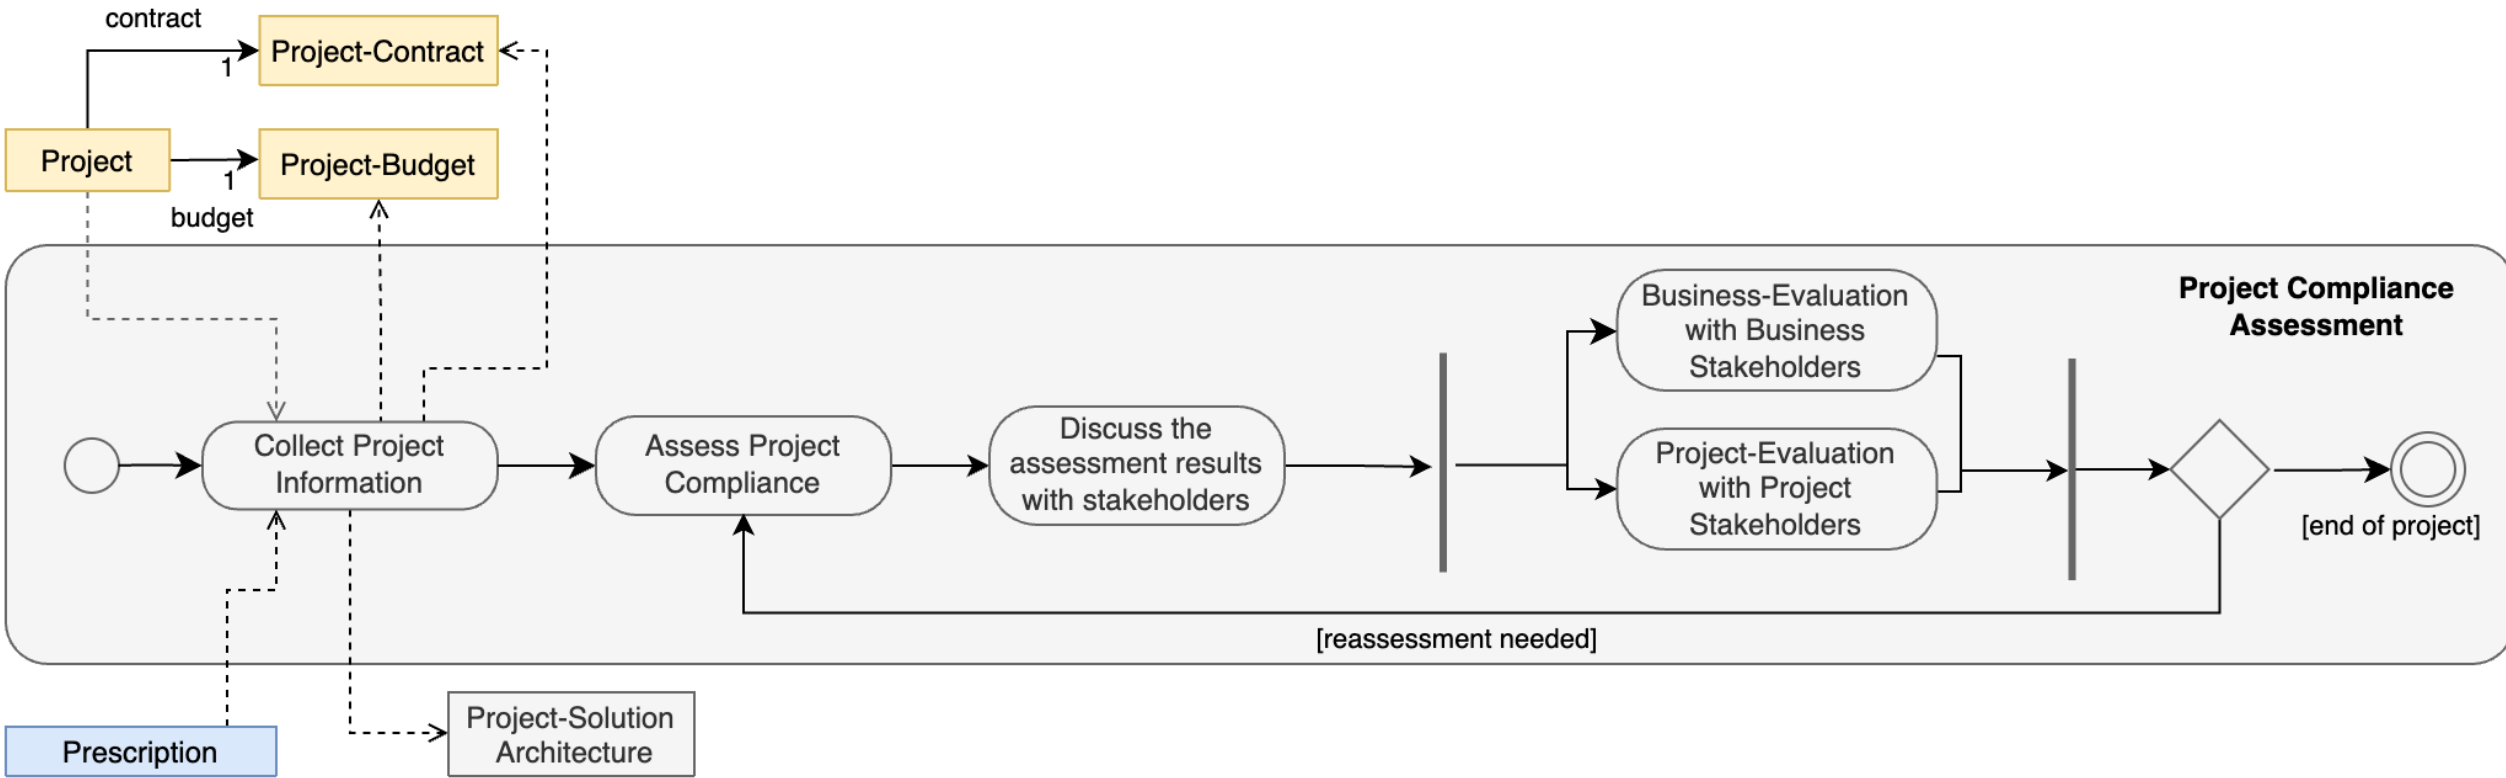 contract
Project-Contract
1
Project
Project-Budget
1
budget
Project Compliance
Assessment
Business-Evaluation
with Business
Stakeholders
Collect Project
Information
Assess Project
Compliance
Discuss the
assessment results
with stakeholders
Project-Evaluation
with Project
Stakeholders
[end of project]
[reassessment needed]
Prescription
Project-Solution
Architecture